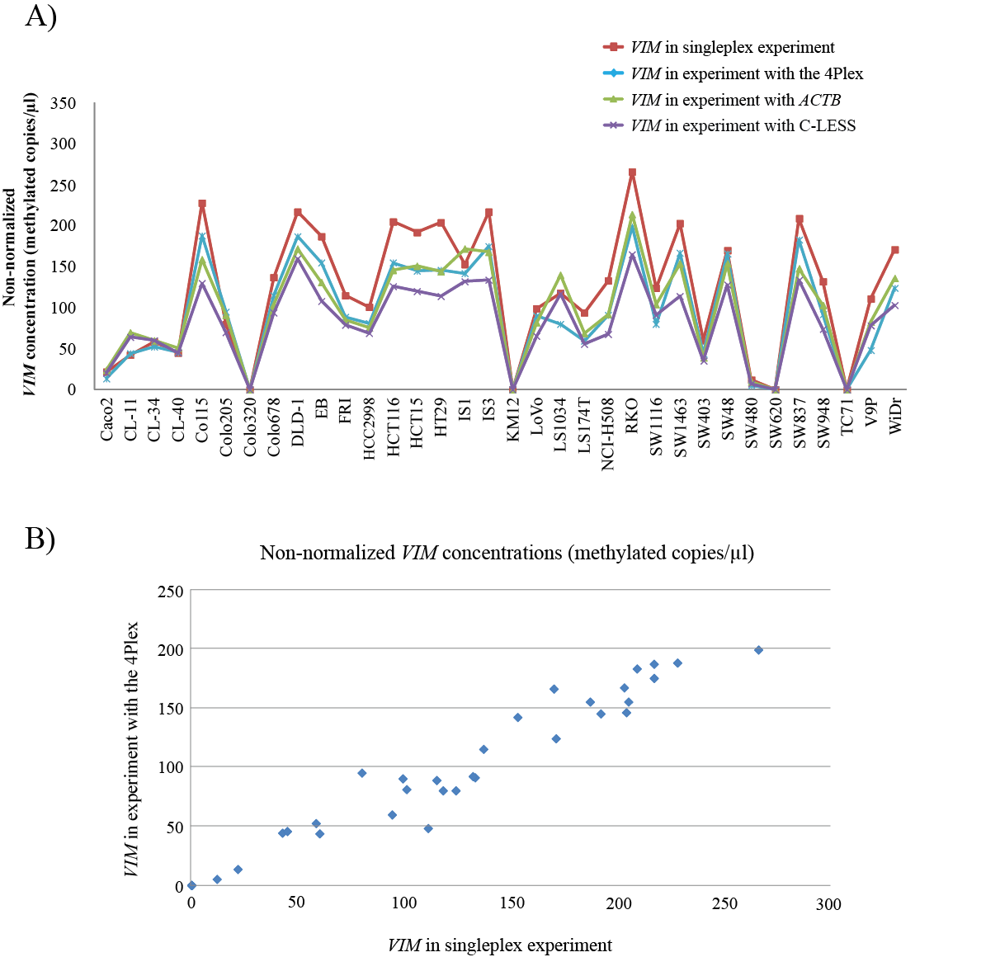 A)
VIM in singleplex experiment
VIM in experiment with the 4Plex
VIM in experiment with ACTB
VIM in experiment with C-LESS
Non-normalized
VIM concentration (methylated copies/µl)
350
300
250
200
150
100
50
0
Caco2
CL-11
CL-34
CL-40
Co115
Colo205
Colo320
Colo678
DLD-1
EB
FRI
HCC2998
HCT116
HCT15
HT29
IS1
IS3
KM12
LoVo
LS1034
LS174T
NCI-H508
RKO
SW1116
SW1463
SW403
SW48
SW480
SW620
SW837
SW948
TC71
V9P
WiDr
B)
Non-normalized VIM concentrations (methylated copies/µl)
VIM in experiment with the 4Plex
250
200
150
100
50
0
0 50 100 150 200 250 300
VIM in singleplex experiment